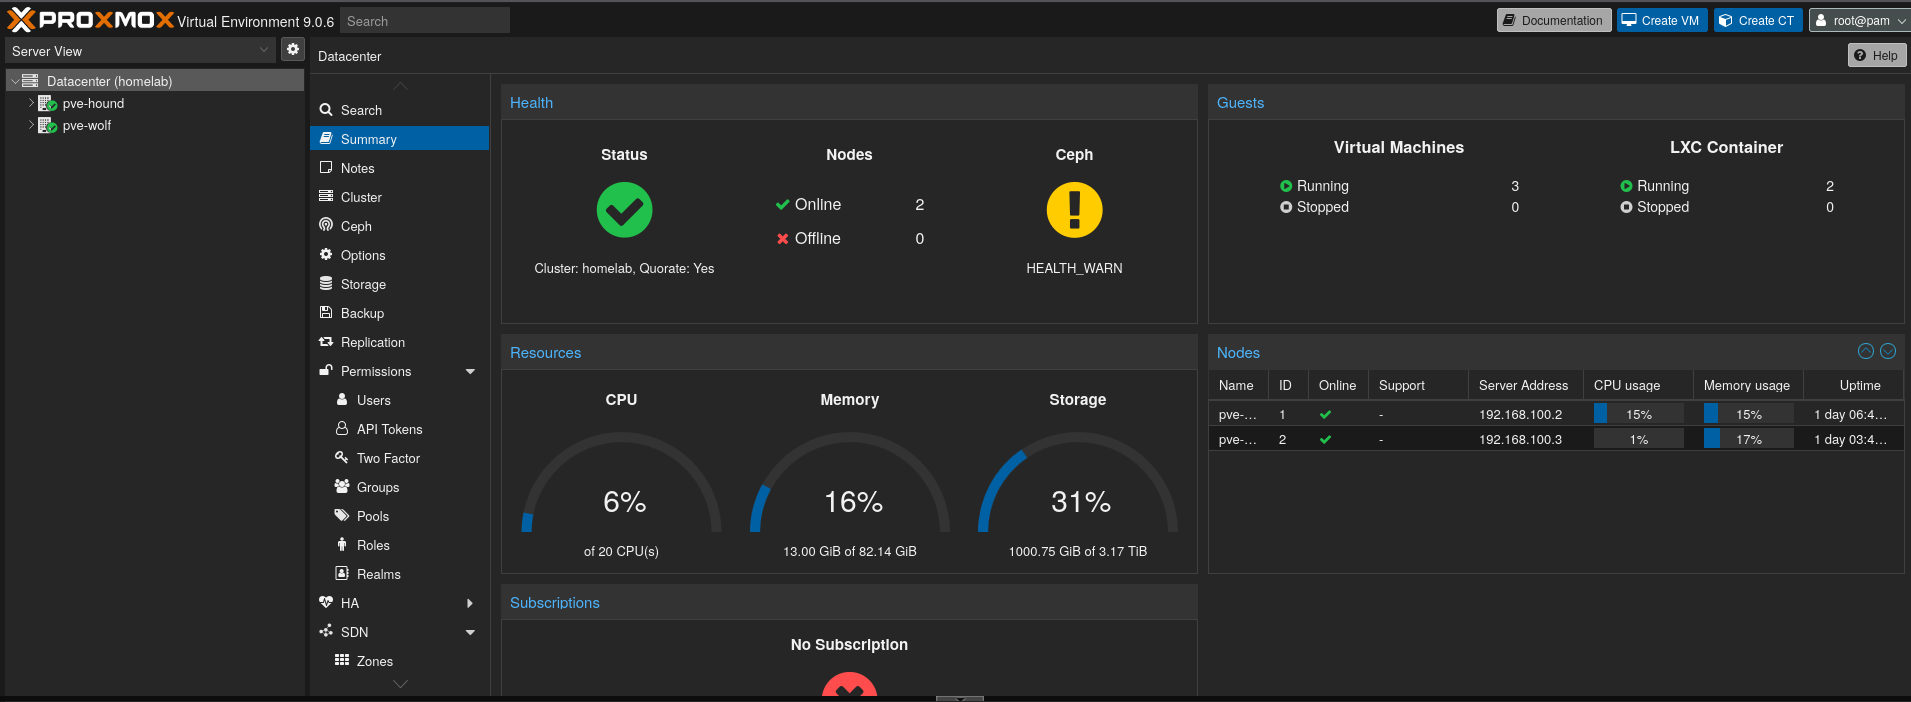 PROXMOX Virtual Environment 9.0.6 Search Documentation Create VM Create CT root@pam
Server View
Datacenter
Help
Datacenter (homelab)
pve-hound
pve-wolf
Search
Summary
Notes
Cluster
Ceph
Options
Storage
Backup
Replication
Permissions
Users
API Tokens
Two Factor
Groups
Pools
Roles
Realms
HA
SDN
Zones
Health
Status Nodes Ceph
Online 2
Offline 0
Cluster: homelab, Quorate: Yes
HEALTH_WARN
Guests
Virtual Machines LXC Container
Running 3 Running 2
Stopped 0 Stopped 0
Resources
CPU Memory Storage
6% 16% 31%
of 20 CPU(s) 13.00 GiB of 82.14 GiB 1000.75 GiB of 3.17 TiB
Nodes
Name ID Online Support Server Address CPU usage Memory usage Uptime
pve-... 1 - 192.168.100.2 15% 15% 1 day 06:4...
pve-... 2 - 192.168.100.3 1% 17% 1 day 03:4...
Subscriptions
No Subscription